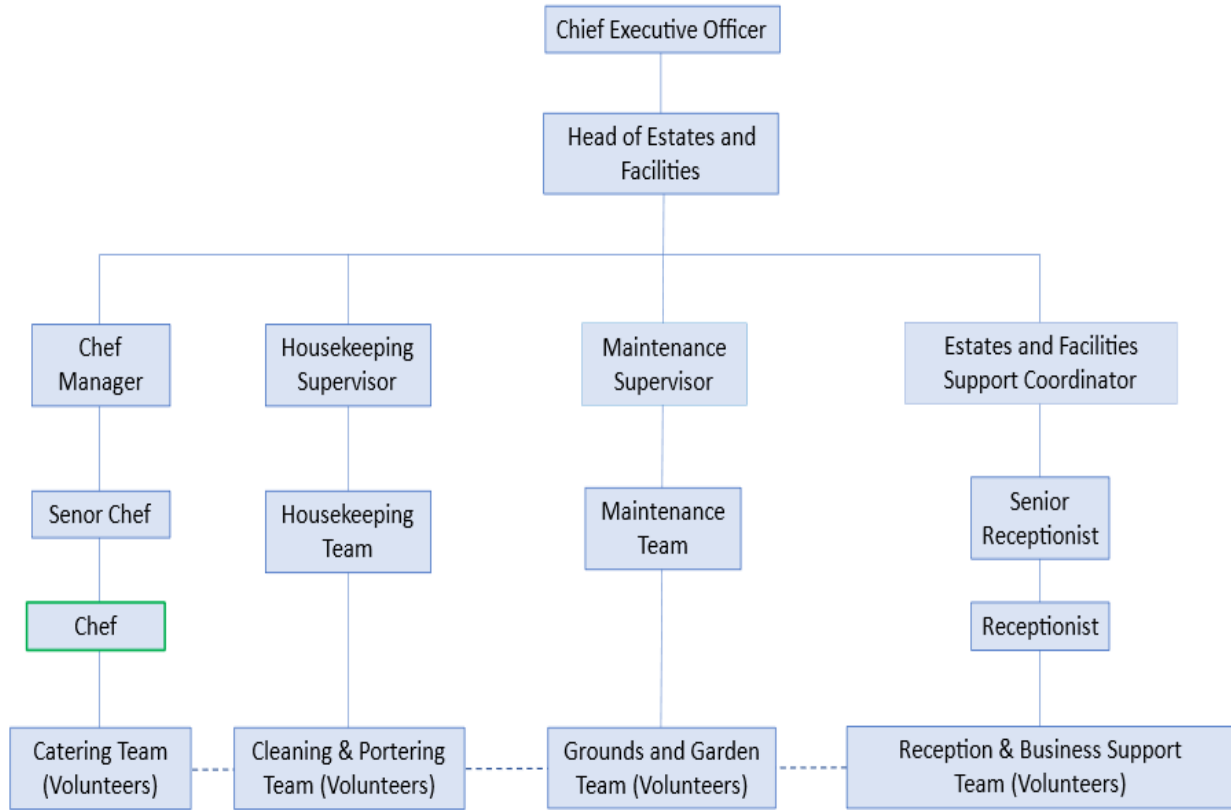 Chief Executive Officer
Head of Estates and
Facilities
Chef
Manager
Housekeeping
Supervisor
Maintenance
Supervisor
Estates and Facilities
Support Coordinator
Senor Chef
Housekeeping
Team
Maintenance
Team
Senior
Receptionist
Chef
Receptionist
Catering Team
(Volunteers)
Cleaning & Portering
Team (Volunteers)
Grounds and Garden
Team (Volunteers)
Reception & Business Support
Team (Volunteers)